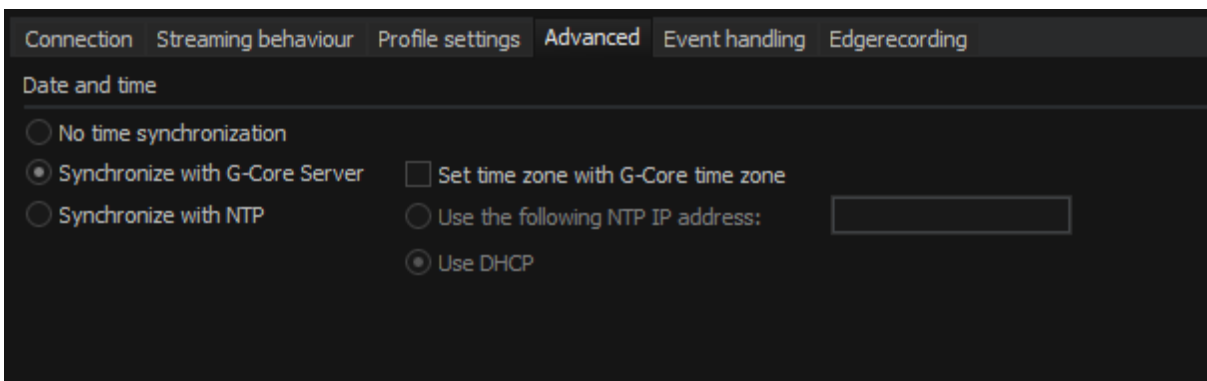 Connection Streaming behaviour Profile settings Advanced Event handling Edgerecording
Date and time
No time synchronization
Synchronize with G-Core Server Set time zone with G-Core time zone
Synchronize with NTP Use the following NTP IP address:
Use DHCP